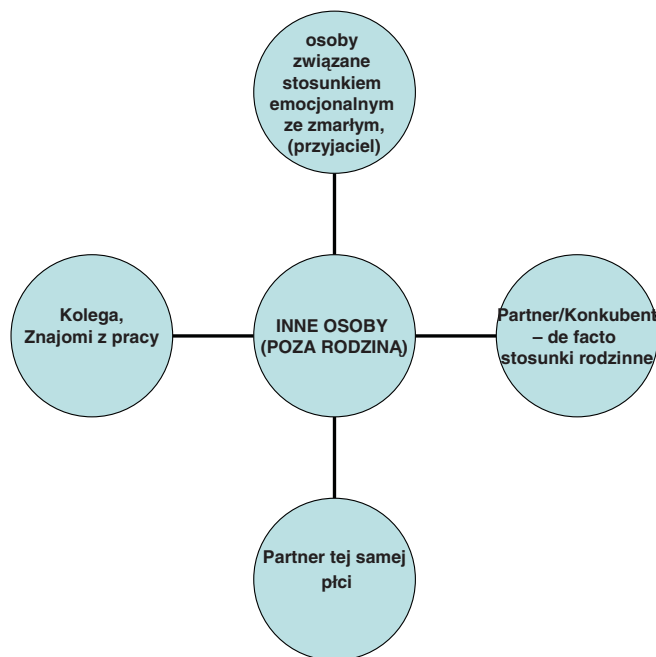 osoby
związane
stosunkiem
emocjonalnym
ze zmarłym,
(przyjaciel)
Kolega,
Znajomi z pracy
INNE OSOBY
(POZA RODZINĄ)
Partner/Konkubent
– de facto
stosunki rodzinne
Partner tej samej
płci